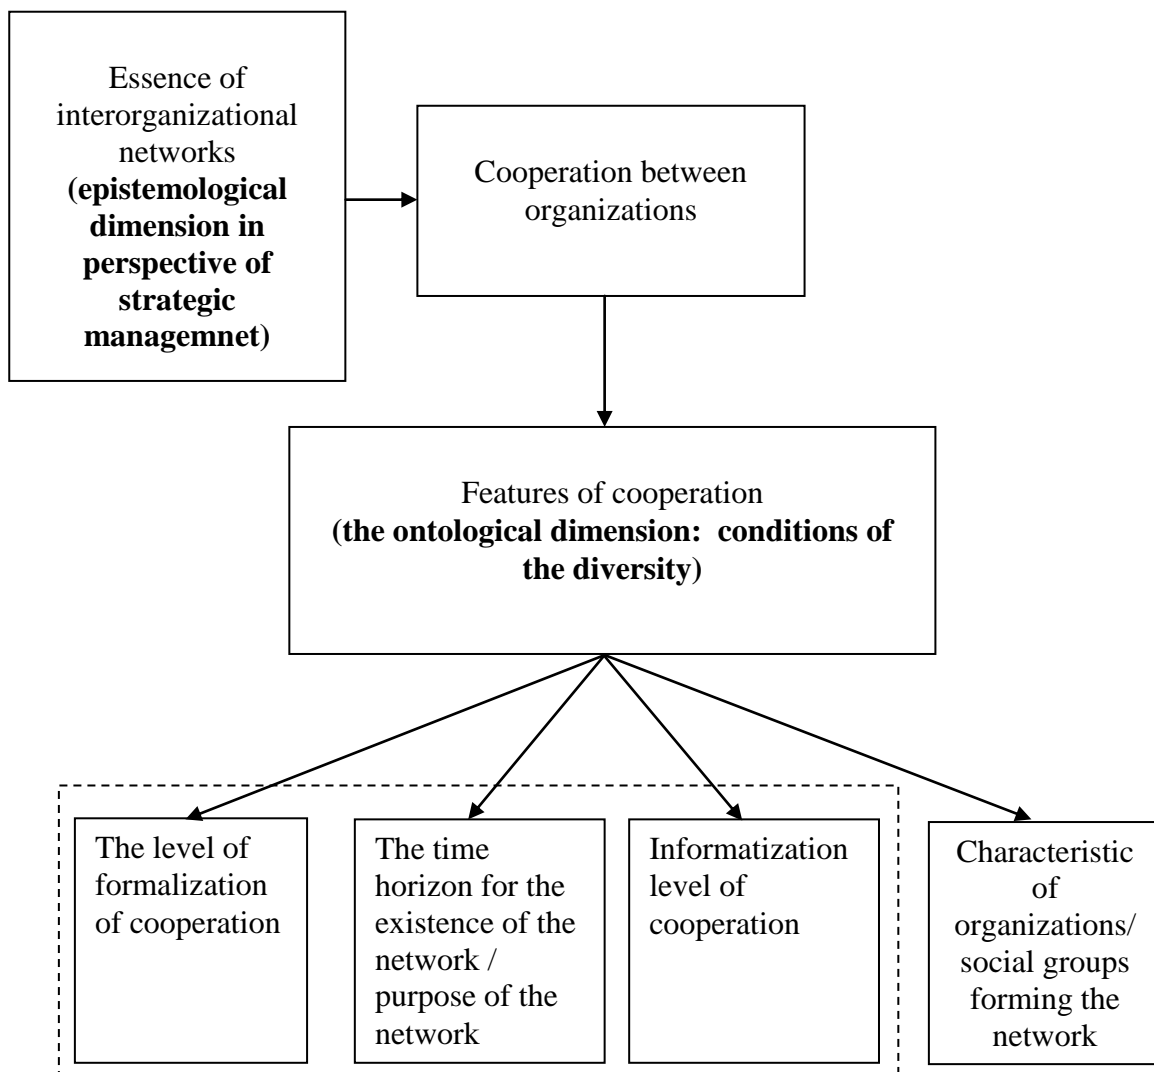 Essence of
interorganizational
networks
(epistemological
dimension in
perspective of
strategic
managemnet)
Cooperation between
organizations
Features of cooperation
(the ontological dimension:  conditions of
the diversity)
The level of
formalization
of cooperation
The time
horizon for the
existence of the
network /
purpose of the
network
Informatization
level of
cooperation
Characteristic
of
organizations/
social groups
forming the
network